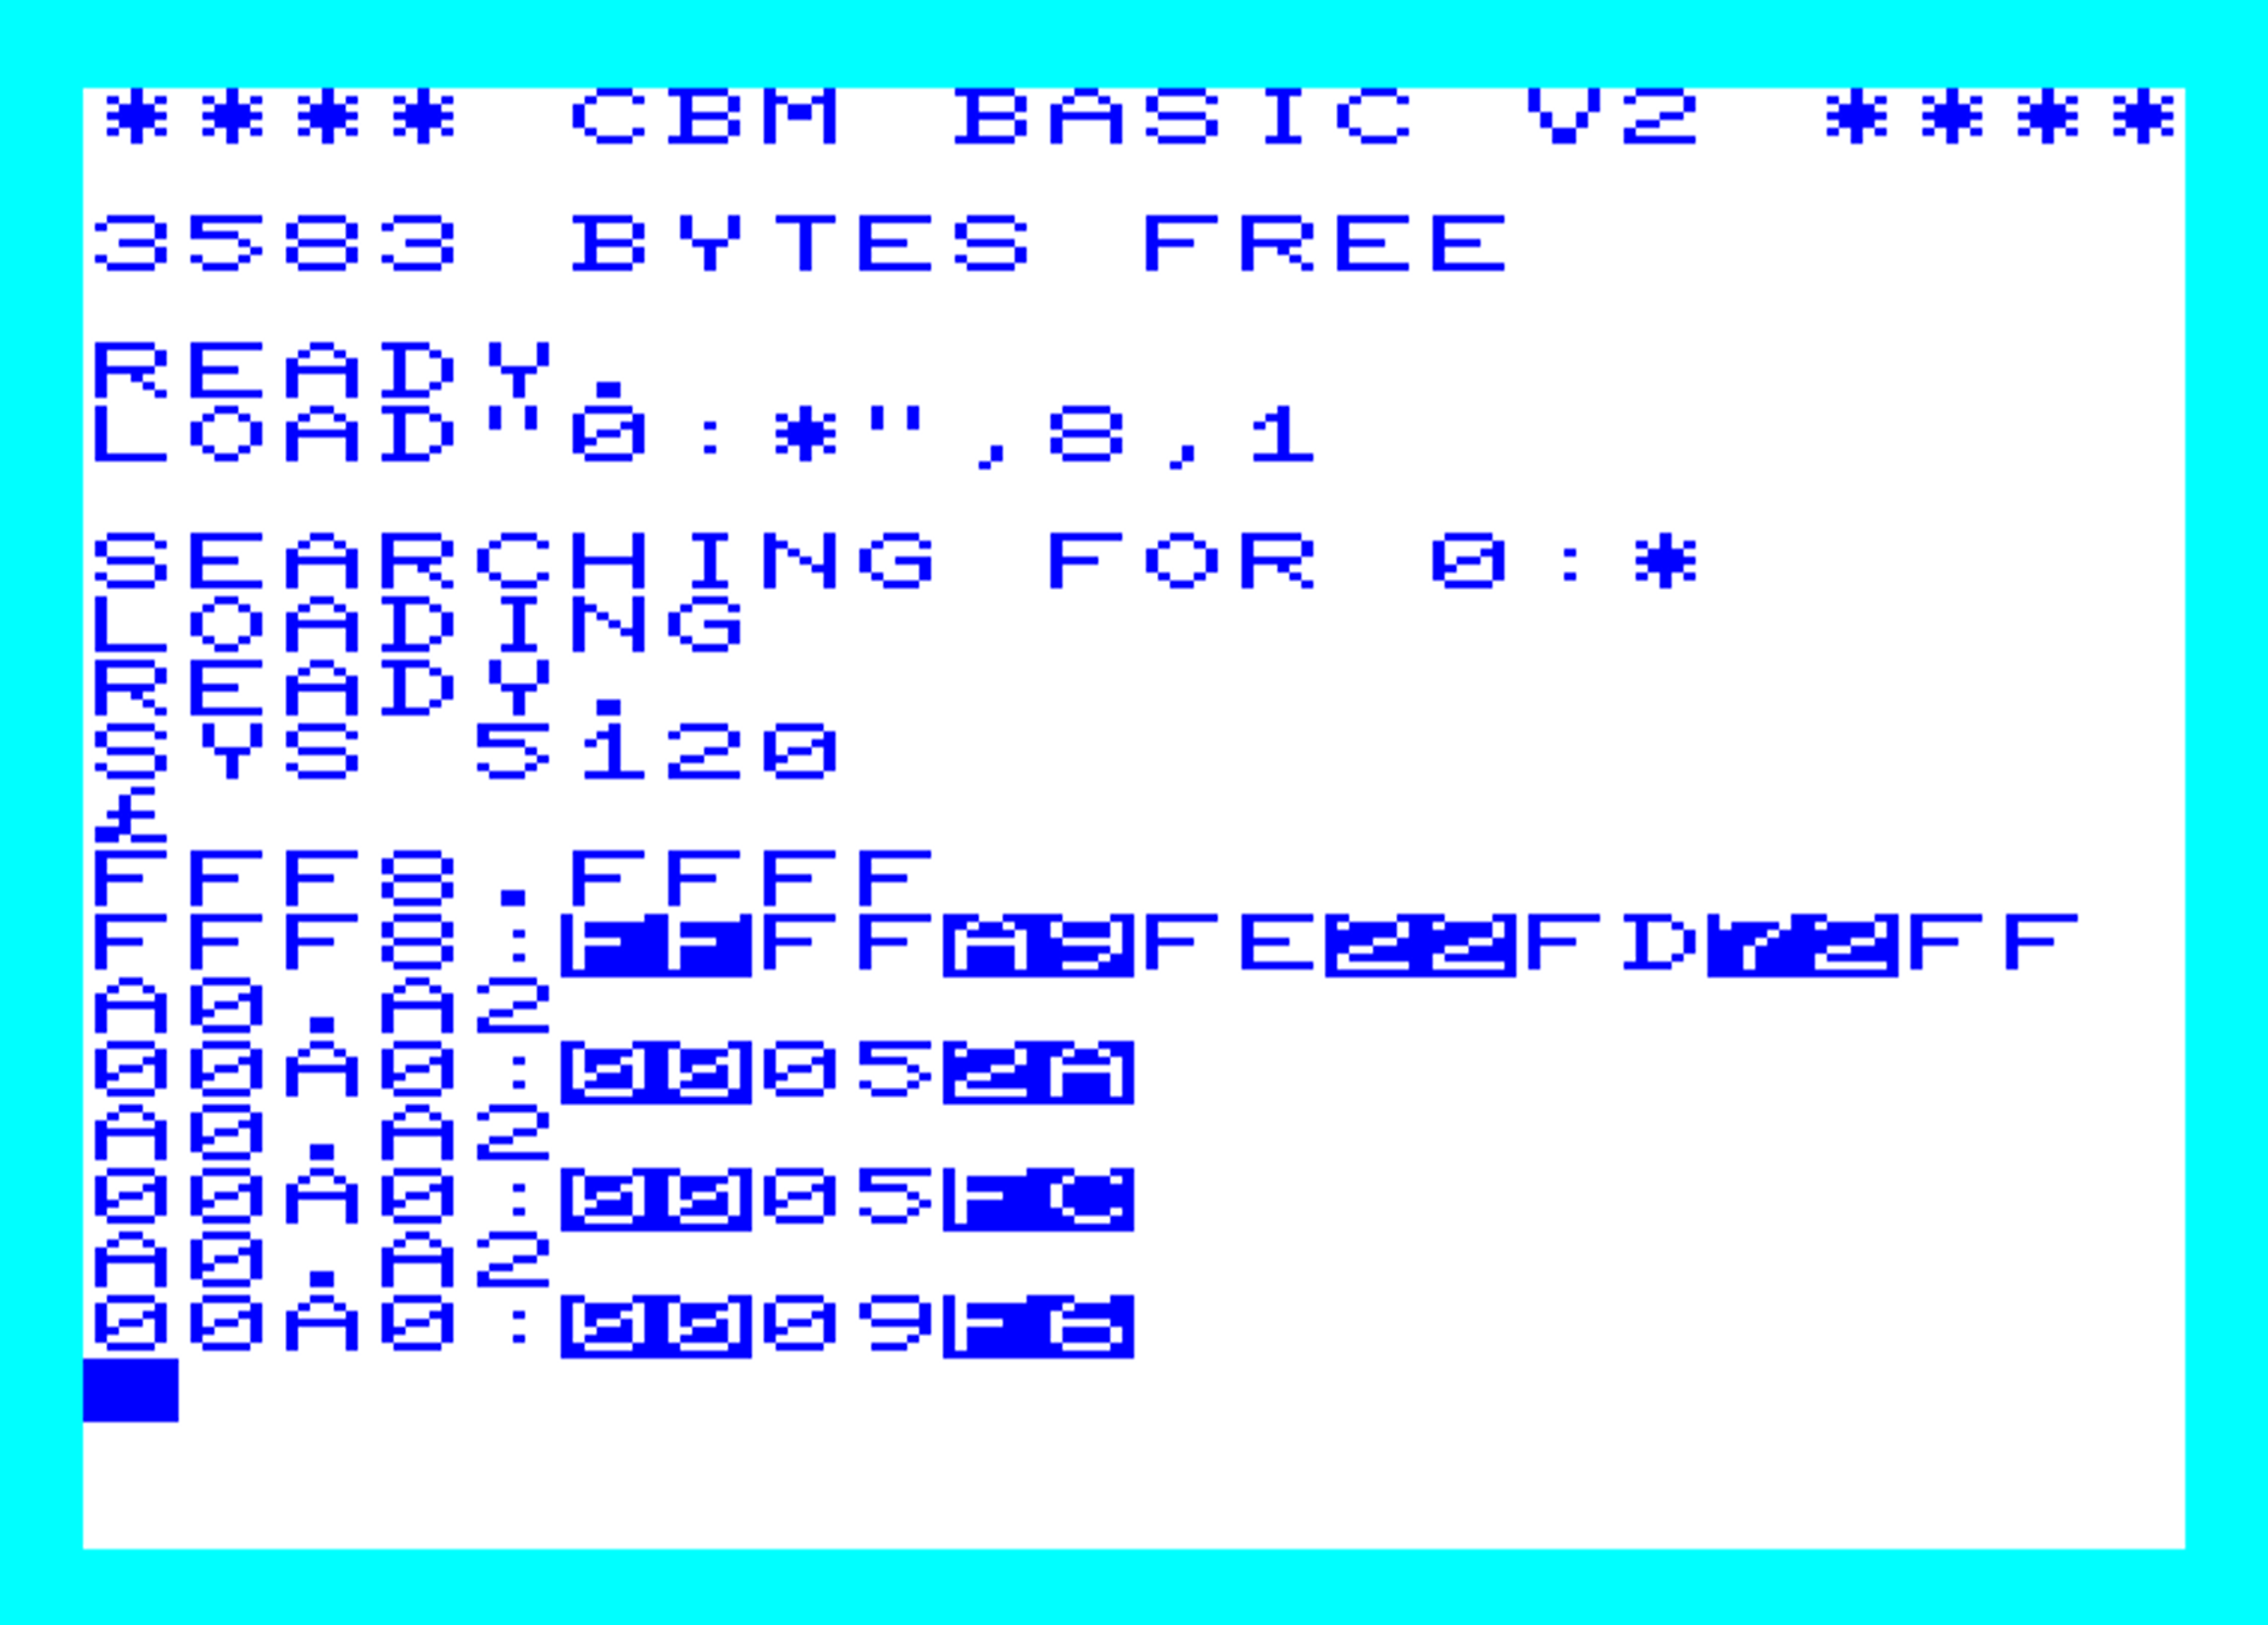 **** CBM BASIC V2 ****
3583 BYTES FREE
READY.
LOAD"0:*",8,1
SEARCHING FOR 0:*
LOADING
READY.
SYS 5120
£
FFF8.FFFF
FFF8:FFFFA9FE22FD72FF
A0.A2
00A0:00052A
A0.A2
00A0:0005FC
A0.A2
00A0:0009F6